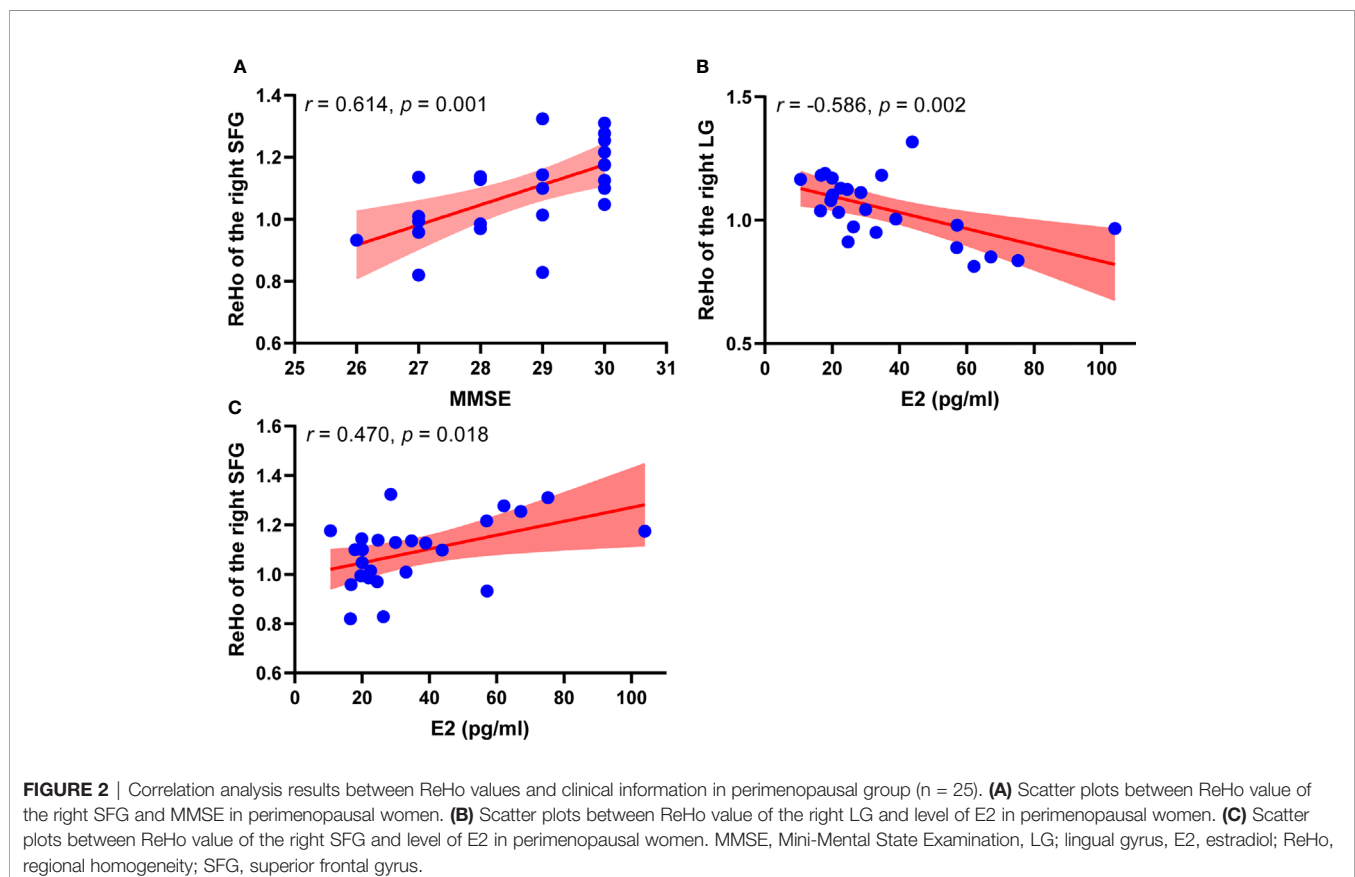 A
r = 0.614, p = 0.001
ReHo of the right SFG
1.4
1.2
1.0
0.8
0.6
25 26 27 28 29 30 31
MMSE
B
r = -0.586, p = 0.002
ReHo of the right LG
1.5
1.0
0.5
0 20 40 60 80 100
E2 (pg/ml)
C
r = 0.470, p = 0.018
ReHo of the right SFG
1.6
1.4
1.2
1.0
0.8
0.6
0 20 40 60 80 100
E2 (pg/ml)
FIGURE 2 | Correlation analysis results between ReHo values and clinical information in perimenopausal group (n = 25). (A) Scatter plots between ReHo value of
the right SFG and MMSE in perimenopausal women. (B) Scatter plots between ReHo value of the right LG and level of E2 in perimenopausal women. (C) Scatter
plots between ReHo value of the right SFG and level of E2 in perimenopausal women. MMSE, Mini-Mental State Examination, LG; lingual gyrus, E2, estradiol; ReHo,
regional homogeneity; SFG, superior frontal gyrus.